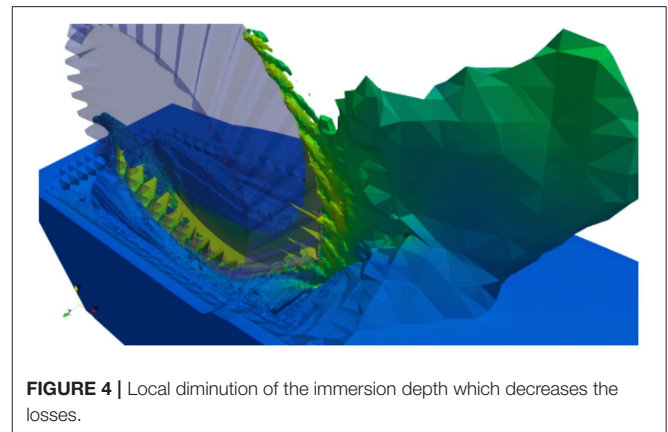 FIGURE 4 | Local diminution of the immersion depth which decreases the
losses.